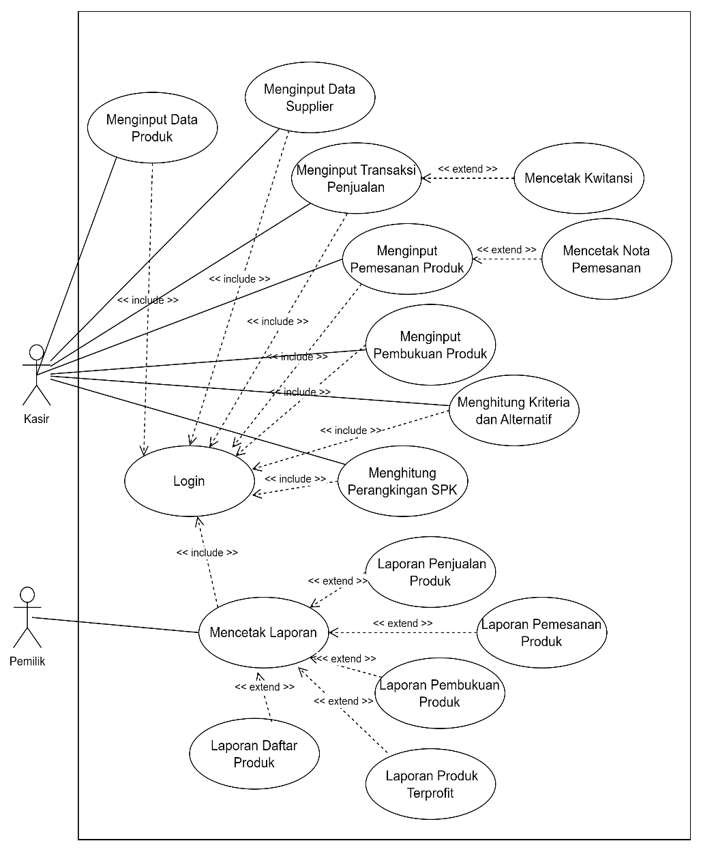 Menginput Data
Supplier
Menginput Data
Produk
Menginput Transaksi
Penjualan
<< extend >>
Mencetak Kwitansi
Menginput
Pemesanan Produk
<< extend >>
Mencetak Nota
Pemesanan
<< include >>
<< include >>
<< include >>
Menginput
Pembukuan Produk
<< include >>
Kasir
<< include >>
Menghitung Kriteria
dan Alternatif
<< include >>
Login
<< include >>
Menghitung
Perangkingan SPK
<< include >>
Laporan Penjualan
Produk
<< extend >>
Pemilik
Mencetak Laporan
<< extend >>
Laporan Pemesanan
Produk
<< extend >>
<< extend >>
Laporan Pembukuan
Produk
<< extend >>
Laporan Daftar
Produk
Laporan Produk
Terprofit